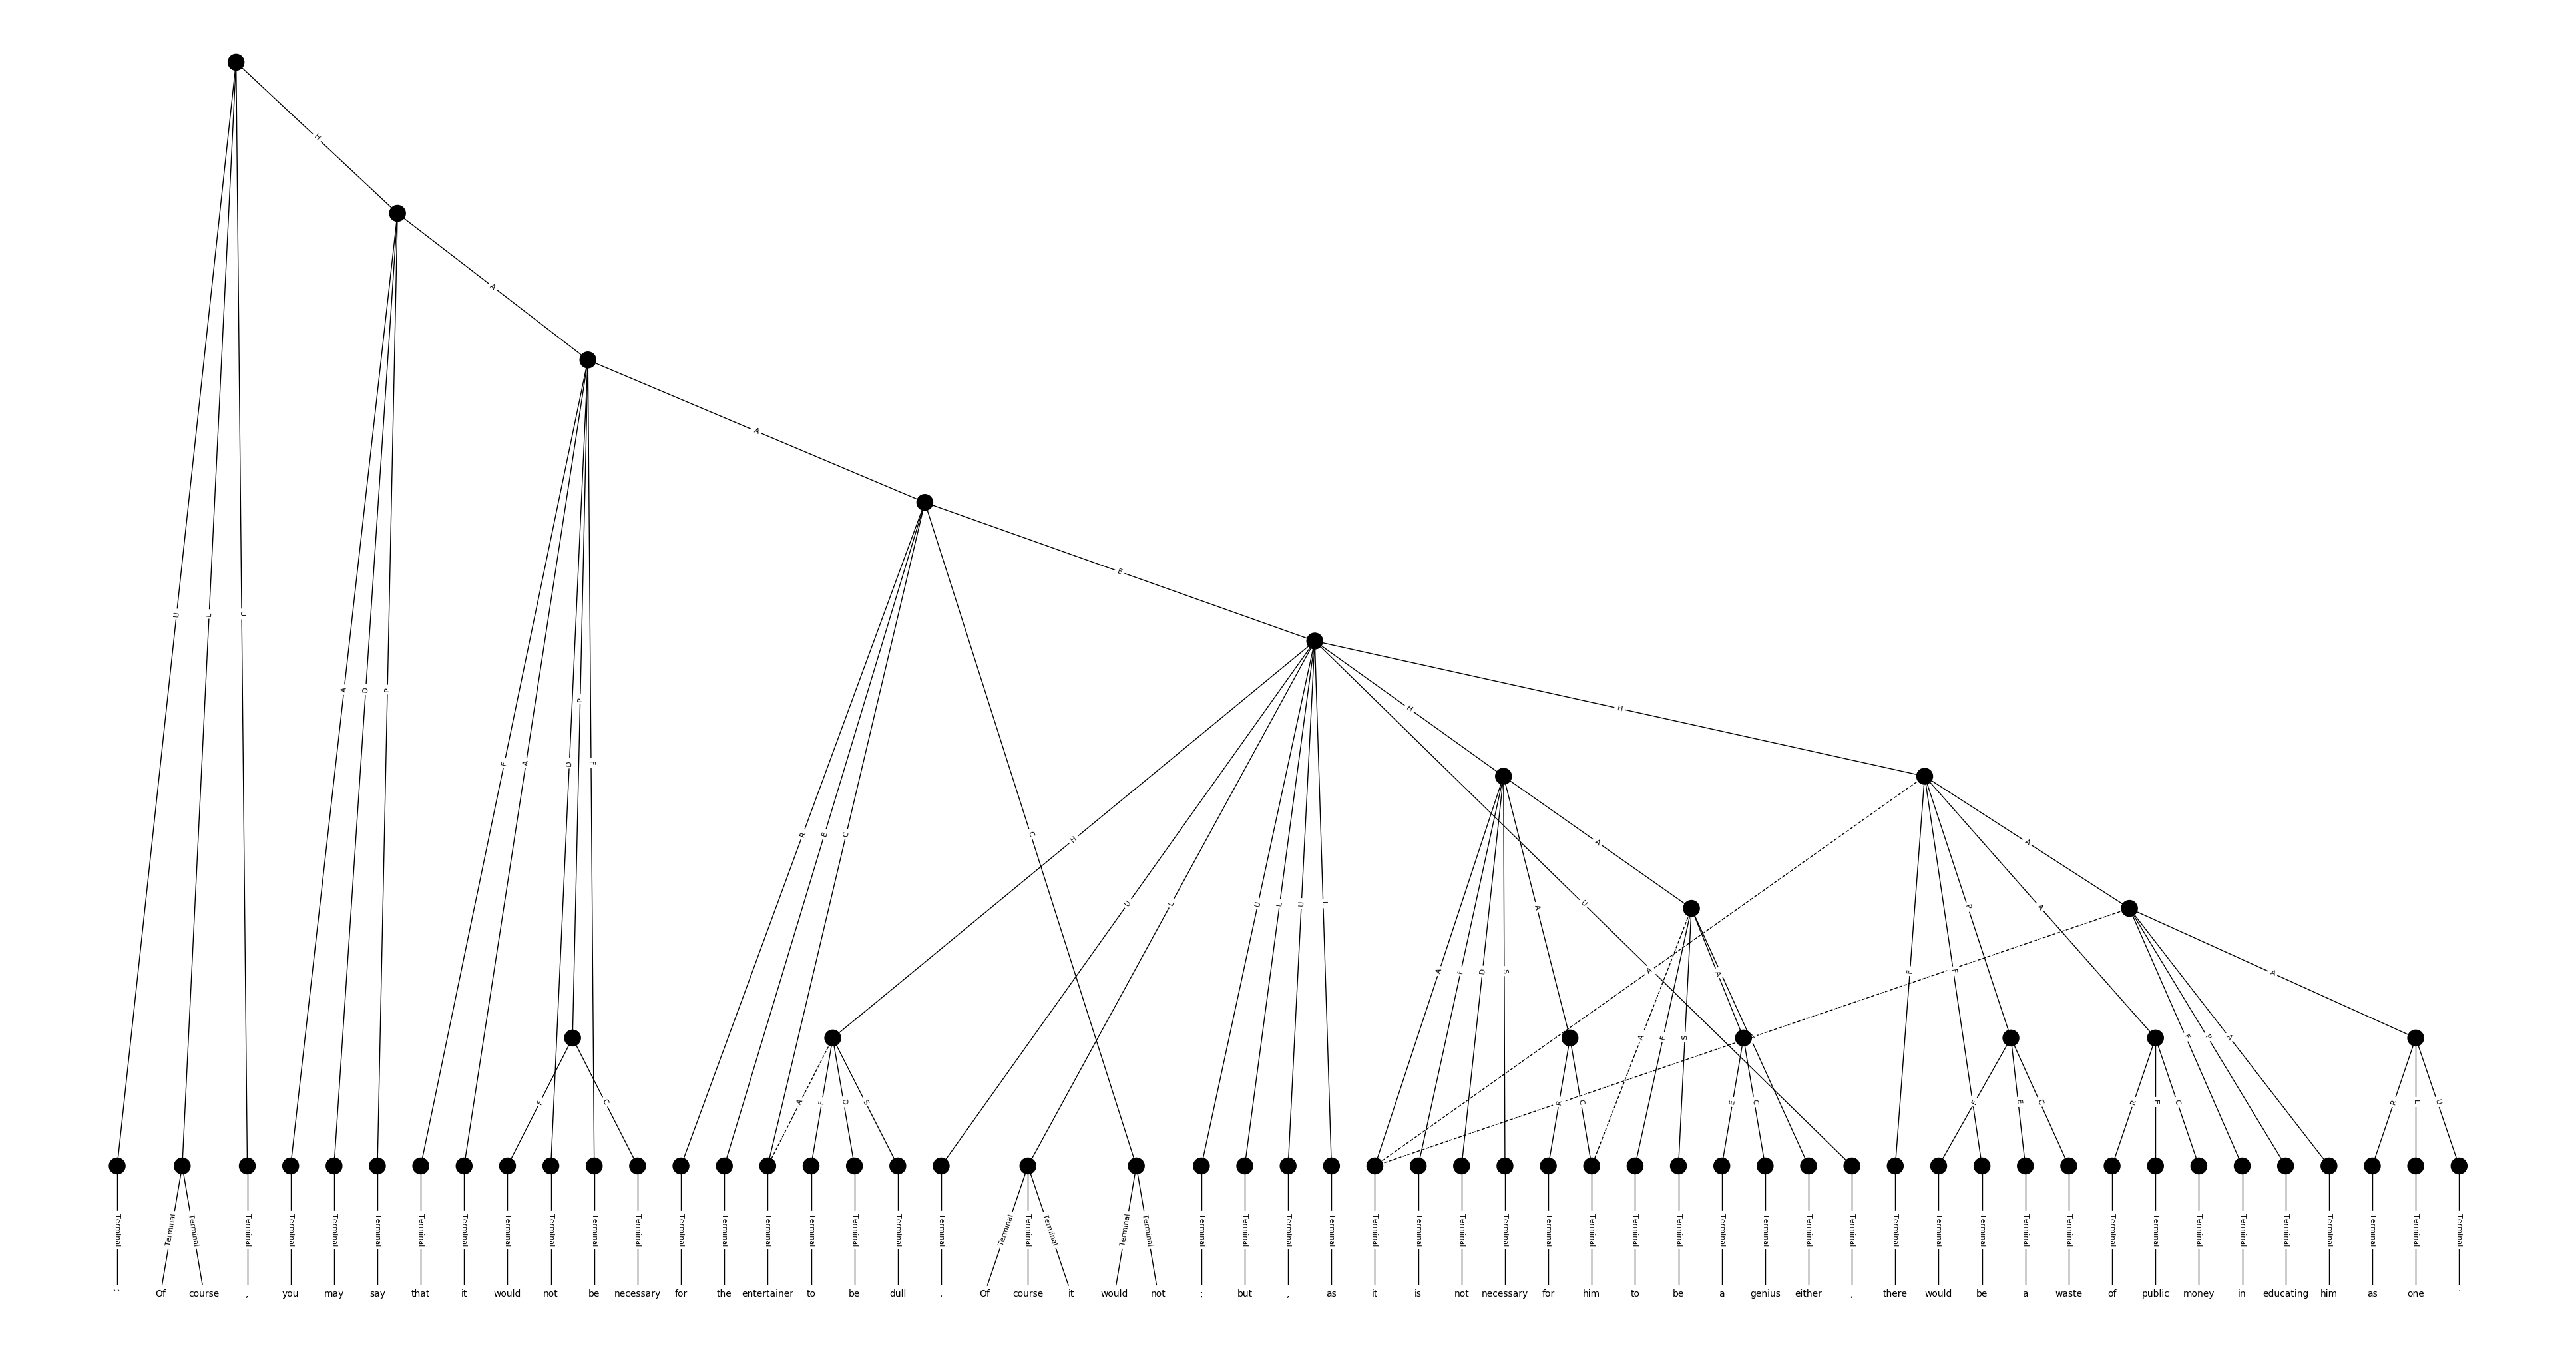 H
A
A
E
U L U
A D P
F A D P F
R E C C
H U L U L U L H U H
A F D S A A
F F P A A A
A F S A
F P A A
F C
A F D S
R C
E C
F E C
R E C
R E U
Terminal Terminal Terminal Terminal Terminal Terminal Terminal Terminal Terminal Terminal Terminal Terminal Terminal Terminal Terminal Terminal Terminal Terminal Terminal Terminal Terminal Terminal Terminal Terminal Terminal Terminal Terminal Terminal Terminal Terminal Terminal Terminal Terminal Terminal Terminal Terminal Terminal Terminal Terminal Terminal Terminal Terminal Terminal Terminal Terminal Terminal Terminal Terminal Terminal Terminal Terminal Terminal Terminal Terminal Terminal
Of course , you may say that it would not be necessary for the entertainer to be dull . Of course it would not ; but , as it is not necessary for him to be a genius either , there would be a waste of public money in educating him as one .